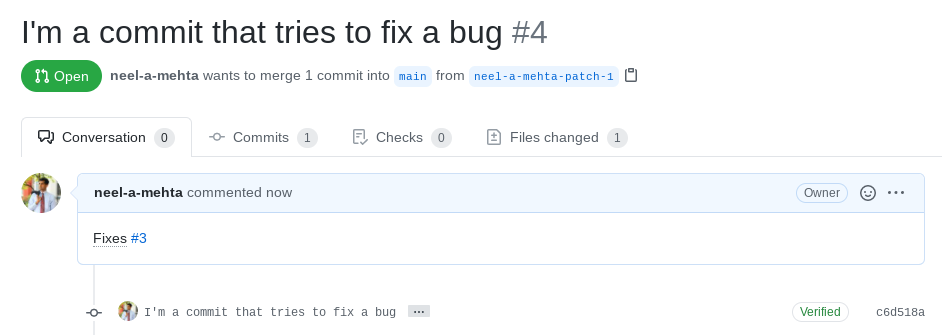 I'm a commit that tries to fix a bug #4
Open neel-a-mehta wants to merge 1 commit into main from neel-a-mehta-patch-1
Conversation 0 Commits 1 Checks 0 Files changed 1
neel-a-mehta commented now Owner
Fixes #3
I'm a commit that tries to fix a bug ... Verified c6d518a